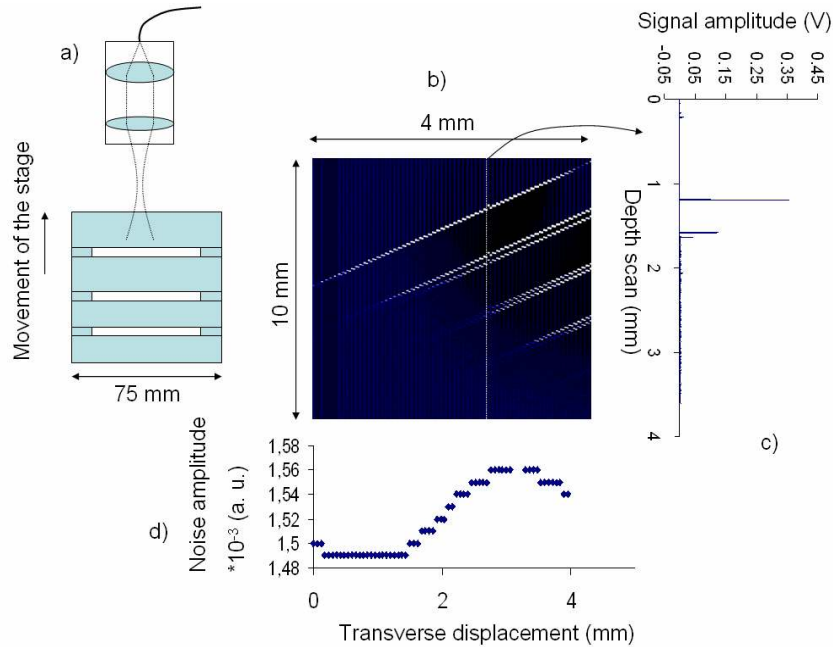 a)
Movement of the stage
75 mm
b)
4 mm
10 mm
Signal amplitude (V)
-0.05
0.05
0.15
0.25
0.35
0.45
0
1
2
3
4
Depth scan (mm)
c)
d)
Noise amplitude
*10⁻³ (a. u.)
1,58
1,56
1,54
1,52
1,5
1,48
0
2
4
Transverse displacement (mm)